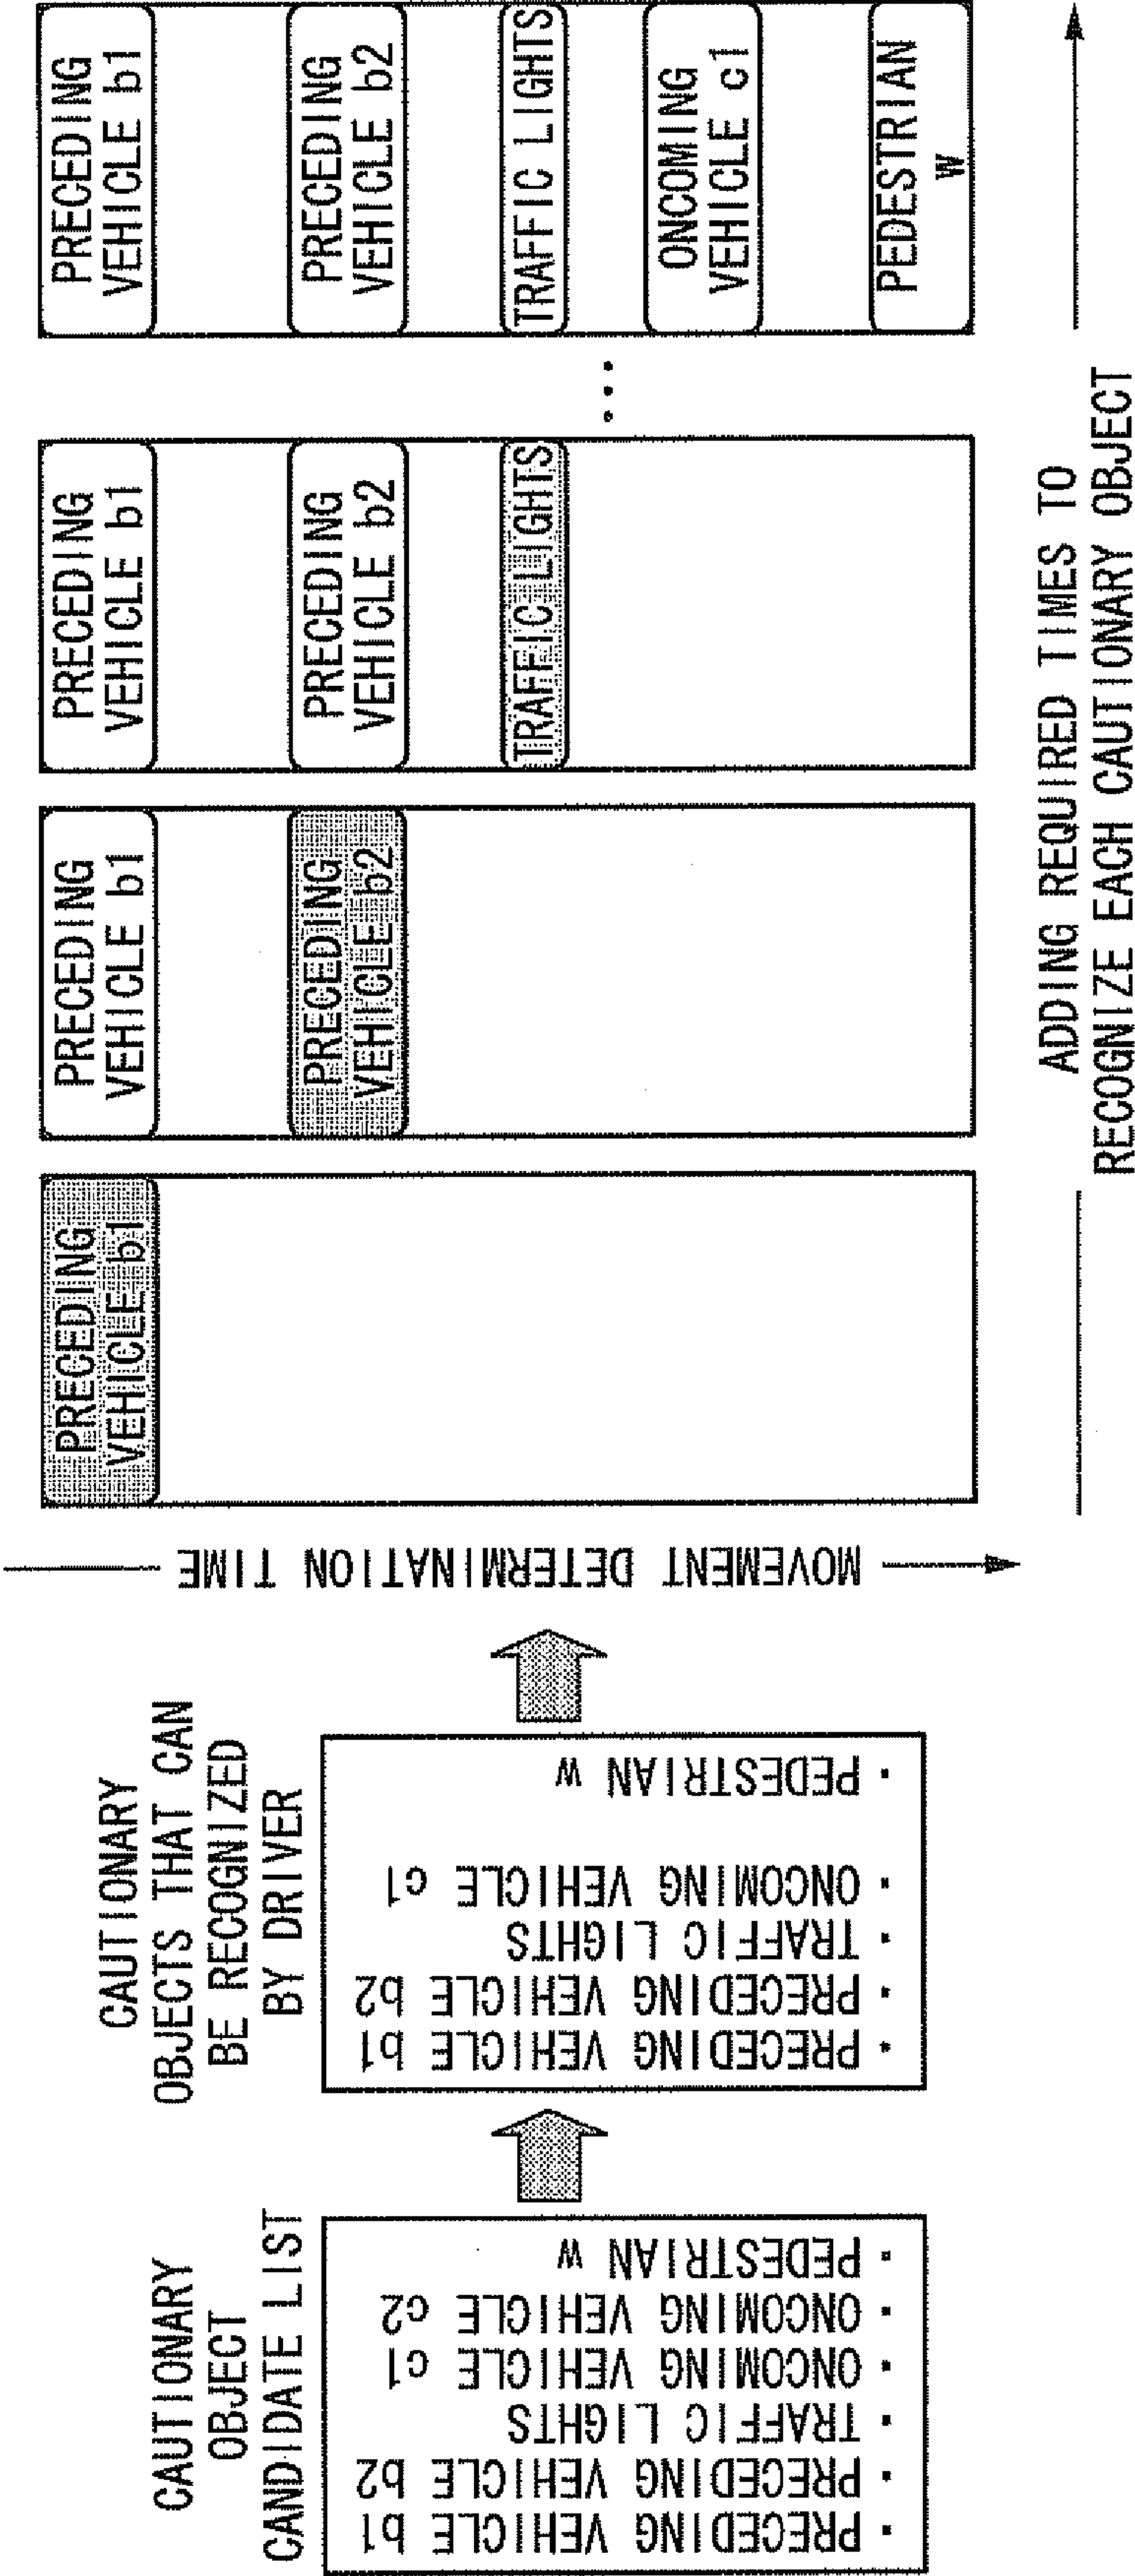 CAUTIONARY
OBJECT
CANDIDATE LIST
· PRECEDING VEHICLE b1
· PRECEDING VEHICLE b2
· TRAFFIC LIGHTS
· ONCOMING VEHICLE c1
· ONCOMING VEHICLE c2
· PEDESTRIAN w
CAUTIONARY
OBJECTS THAT CAN
BE RECOGNIZED
BY DRIVER
· PRECEDING VEHICLE b1
· PRECEDING VEHICLE b2
· TRAFFIC LIGHTS
· ONCOMING VEHICLE c1
· PEDESTRIAN w
MOVEMENT DETERMINATION TIME
PRECEDING
VEHICLE b1
PRECEDING
VEHICLE b1
PRECEDING
VEHICLE b2
PRECEDING
VEHICLE b1
PRECEDING
VEHICLE b2
TRAFFIC LIGHTS
...
PRECEDING
VEHICLE b1
PRECEDING
VEHICLE b2
TRAFFIC LIGHTS
ONCOMING
VEHICLE c1
PEDESTRIAN
w
ADDING REQUIRED TIMES TO
RECOGNIZE EACH CAUTIONARY OBJECT